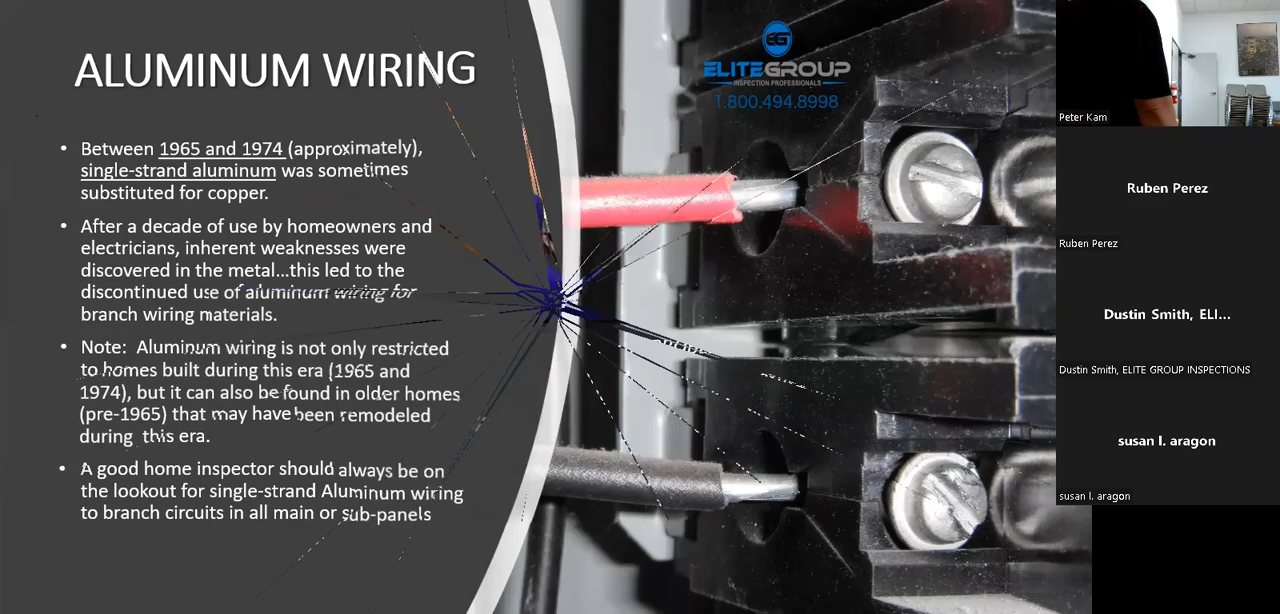 ALUMINUM WIRING
• Between 1965 and 1974 (approximately),
single-strand aluminum was sometimes
substituted for copper.
• After a decade of use by homeowners and
electricians, inherent weaknesses were
discovered in the metal...this led to the
discontinued use of aluminum wiring for
branch wiring materials.
• Note: Aluminum wiring is not only restricted
to homes built during this era (1965 and
1974), but it can also be found in older homes
(pre-1965) that may have been remodeled
during this era.
• A good home inspector should always be on
the lookout for single-strand Aluminum wiring
to branch circuits in all main or sub-panels
EG
ELITEGROUP
INSPECTION PROFESSIONALS
1.800.494.8998
Peter Kam
Ruben Perez
Ruben Perez
Dustin Smith, ELI...
Dustin Smith, ELITE GROUP INSPECTIONS
susan l. aragon
susan l. aragon